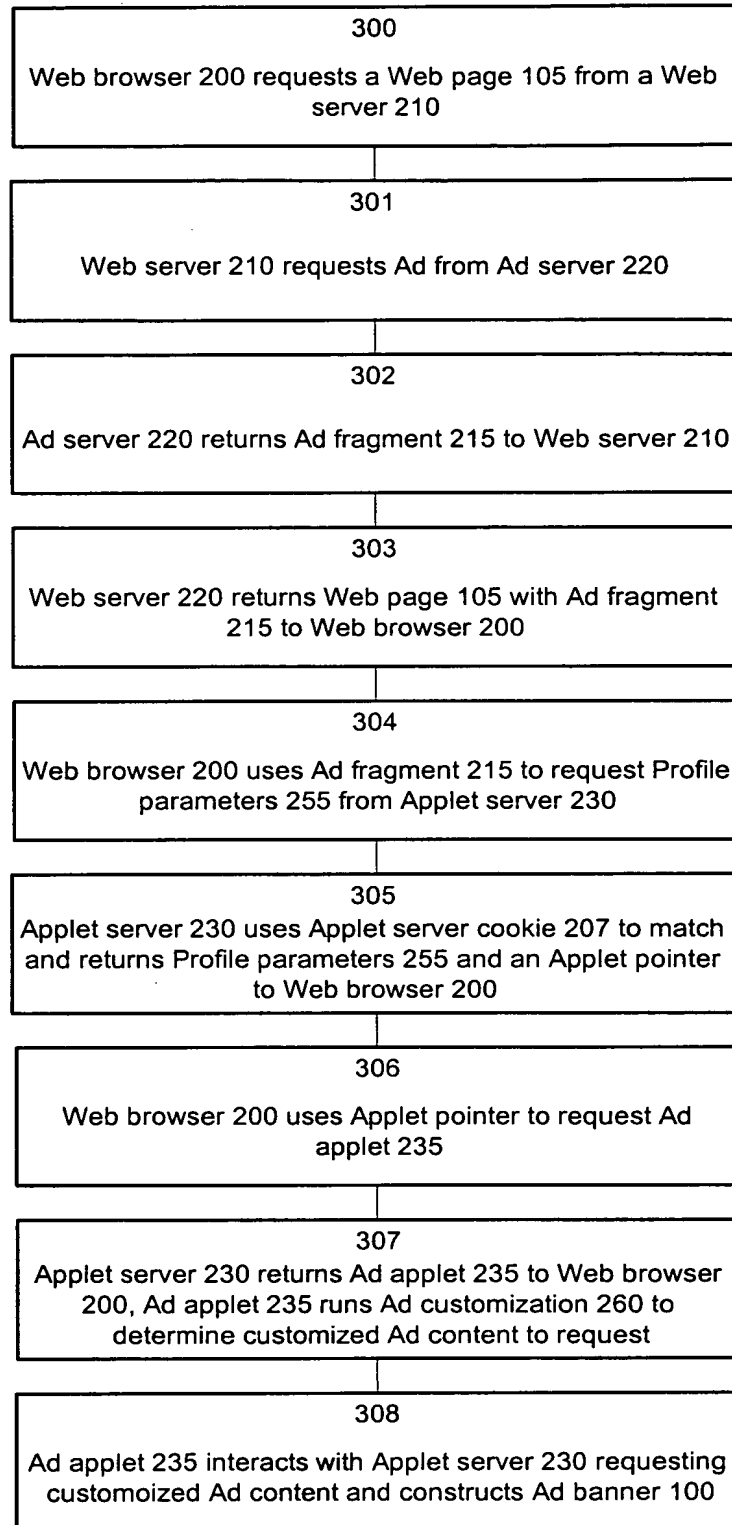 300
Web browser 200 requests a Web page 105 from a Web
server 210
301
Web server 210 requests Ad from Ad server 220
302
Ad server 220 returns Ad fragment 215 to Web server 210
303
Web server 220 returns Web page 105 with Ad fragment
215 to Web browser 200
304
Web browser 200 uses Ad fragment 215 to request Profile
parameters 255 from Applet server 230
305
Applet server 230 uses Applet server cookie 207 to match
and returns Profile parameters 255 and an Applet pointer
to Web browser 200
306
Web browser 200 uses Applet pointer to request Ad
applet 235
307
Applet server 230 returns Ad applet 235 to Web browser
200, Ad applet 235 runs Ad customization 260 to
determine customized Ad content to request
308
Ad applet 235 interacts with Applet server 230 requesting
customoized Ad content and constructs Ad banner 100